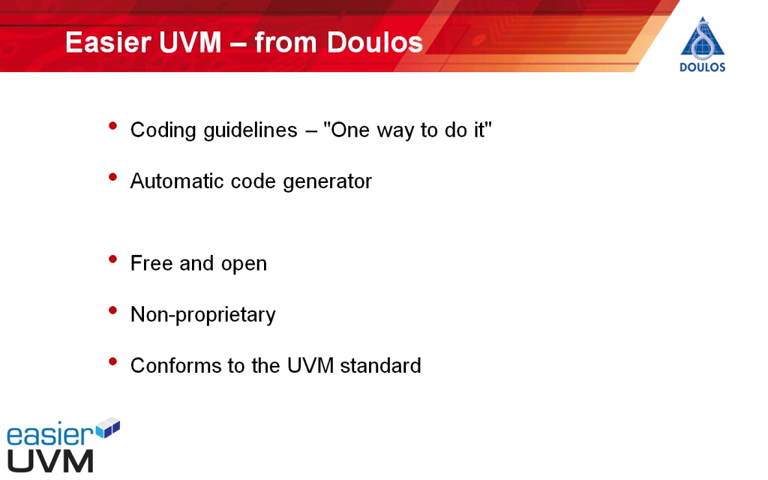 Easier UVM – from Doulos
DOULOS
• Coding guidelines – "One way to do it"
• Automatic code generator
• Free and open
• Non-proprietary
• Conforms to the UVM standard
easier
UVM